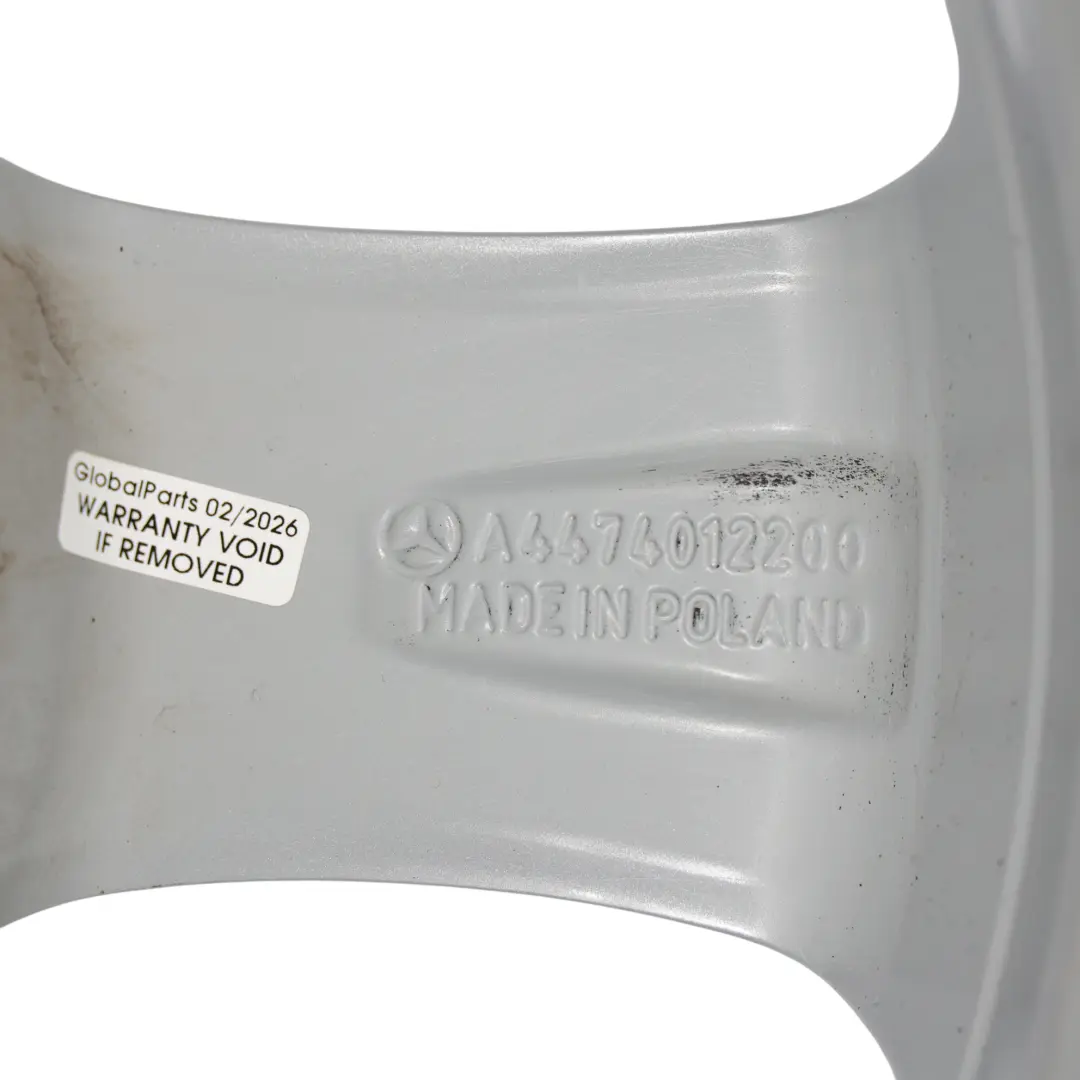 GlobalParts 02/2026
WARRANTY VOID
IF REMOVED
A4474012200
MADE IN POLAND